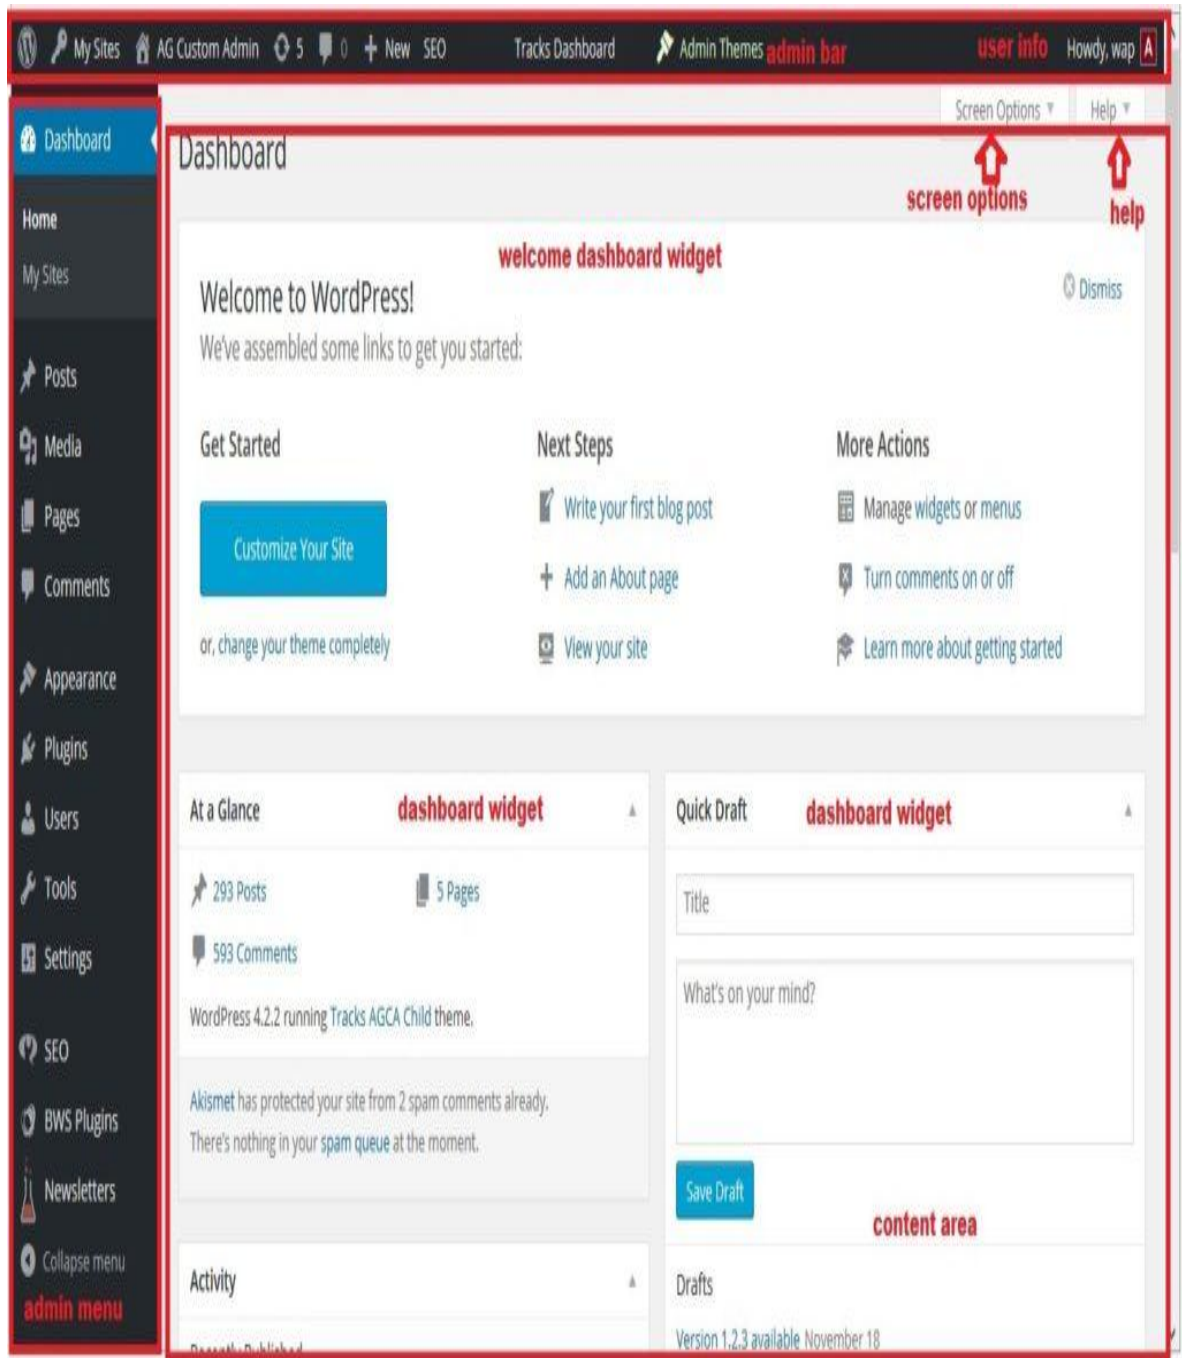 My Sites AG Custom Admin 5 0 New SEO Tracks Dashboard Admin Themes admin bar user info Howdy, wap A
Screen Options Help
Dashboard
Dashboard
screen options
help
Home
My Sites
welcome dashboard widget
Welcome to WordPress!
Dismiss
We've assembled some links to get you started:
Posts
Media
Pages
Comments
Appearance
Plugins
Users
Tools
Settings
SEO
BWS Plugins
Newsletters
Collapse menu
admin menu
Get Started
Customize Your Site
or, change your theme completely
Next Steps
Write your first blog post
Add an About page
View your site
More Actions
Manage widgets or menus
Turn comments on or off
Learn more about getting started
At a Glance dashboard widget
293 Posts 5 Pages
593 Comments
WordPress 4.2.2 running Tracks AGCA Child theme.
Akismet has protected your site from 2 spam comments already.
There's nothing in your spam queue at the moment.
Activity
Recently Published
Quick Draft dashboard widget
Title
What's on your mind?
Save Draft
content area
Drafts
Version 1.2.3 available November 18